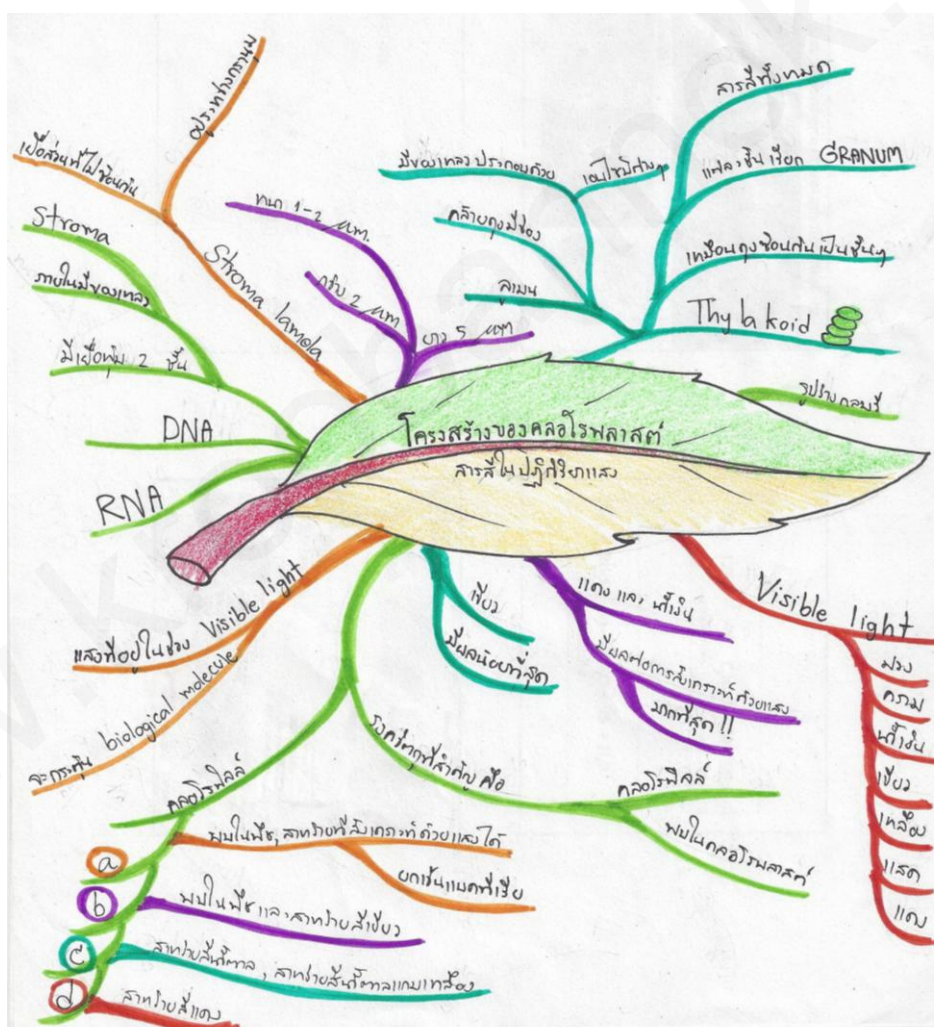 โครงสร้างของคลอโรพลาสต์
สารสีในปฏิกิริยาแสง
อยู่ระหว่างกรานุม
เยื่อส่วนที่ไม่ซ้อนกัน
Stroma lamela
Stroma
ภายในมีของเหลว
มีเยื่อหุ้ม 2 ชั้น
DNA
RNA
หนา 1-2 μm.
กว้าง 2 μm
ยาว 5 μm
มีของเหลวประกอบด้วย
เอนไซม์ต่างๆ
คล้ายถุงมีช่อง
ลูเมน
สารสีทั้งหมด
แต่ละชั้นเรียก GRANUM
เหมือนถุงซ้อนกันเป็นชั้นๆ
Thylakoid
รูปร่างกลมรี
แสงที่อยู่ในช่วง Visible light
จะกระตุ้น biological molecule
เขียว
มีผลน้อยที่สุด
แดง และ น้ำเงิน
มีผลต่อการสังเคราะห์ด้วยแสง
มากที่สุด !!
Visible light
ม่วง
คราม
น้ำเงิน
เขียว
เหลือง
แสด
แดง
รงควัตถุที่สำคัญ คือ
คลอโรฟิลล์
พบในคลอโรพลาสต์
คลอโรฟิลล์
a
พบในพืช, สาหร่ายที่สังเคราะห์ด้วยแสงได้
ยกเว้นแบคทีเรีย
b
พบในพืช และสาหร่ายสีเขียว
c
สาหร่ายสีน้ำตาล , สาหร่ายสีน้ำตาลแกมเหลือง
d
สาหร่ายสีแดง